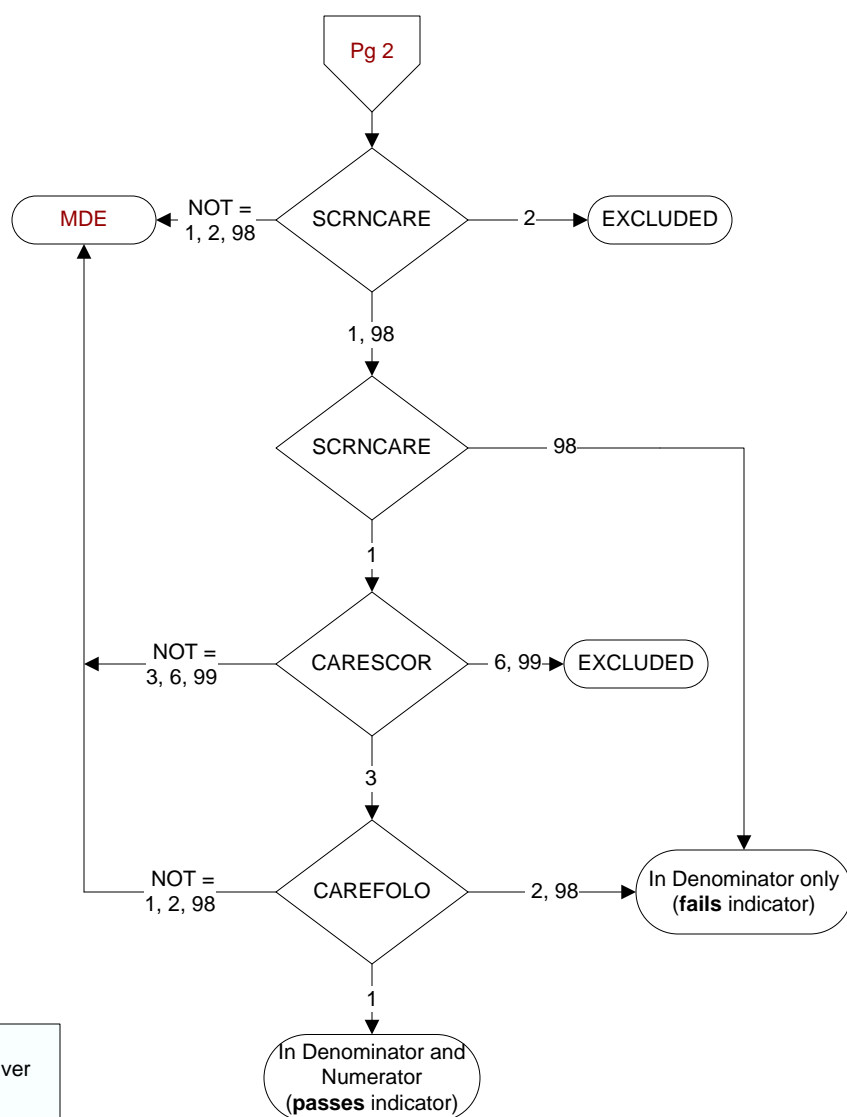 Pg 2
MDE
NOT =
1, 2, 98
SCRNCARE
2
EXCLUDED
1, 98
SCRNCARE
98
1
NOT =
3, 6, 99
CARESCOR
6, 99
EXCLUDED
3
NOT =
1, 2, 98
CAREFOLO
2, 98
In Denominator only
(fails indicator)
1
In Denominator and
Numerator
(passes indicator)
ver